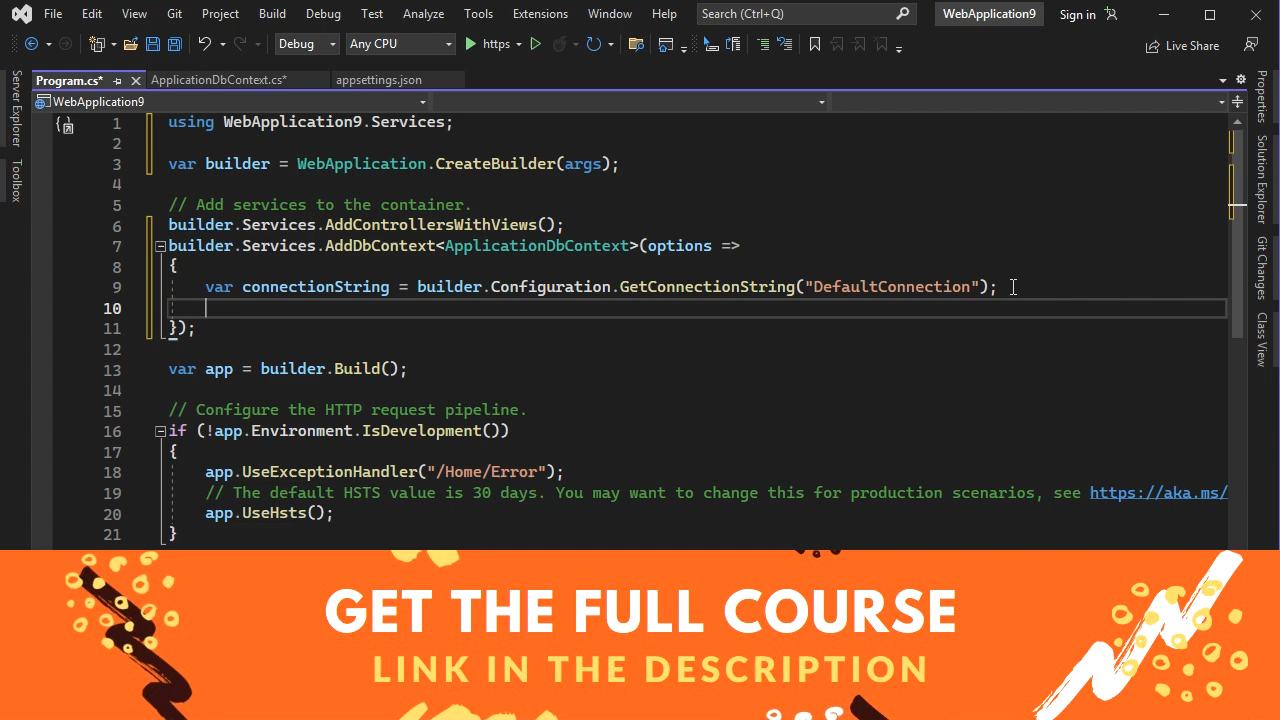 File Edit View Git Project Build Debug Test Analyze Tools Extensions Window Help Search (Ctrl+Q) WebApplication9 Sign in
Debug Any CPU https Live Share
Program.cs* ApplicationDbContext.cs* appsettings.json
WebApplication9
Server Explorer
Toolbox
Properties
Solution Explorer
Git Changes
Class View
1 using WebApplication9.Services;
2
3 var builder = WebApplication.CreateBuilder(args);
4
5 // Add services to the container.
6 builder.Services.AddControllersWithViews();
7 builder.Services.AddDbContext<ApplicationDbContext>(options =>
8 {
9 var connectionString = builder.Configuration.GetConnectionString("DefaultConnection");
10
11 });
12
13 var app = builder.Build();
14
15 // Configure the HTTP request pipeline.
16 if (!app.Environment.IsDevelopment())
17 {
18 app.UseExceptionHandler("/Home/Error");
19 // The default HSTS value is 30 days. You may want to change this for production scenarios, see https://aka.ms/
20 app.UseHsts();
21 }
GET THE FULL COURSE
LINK IN THE DESCRIPTION